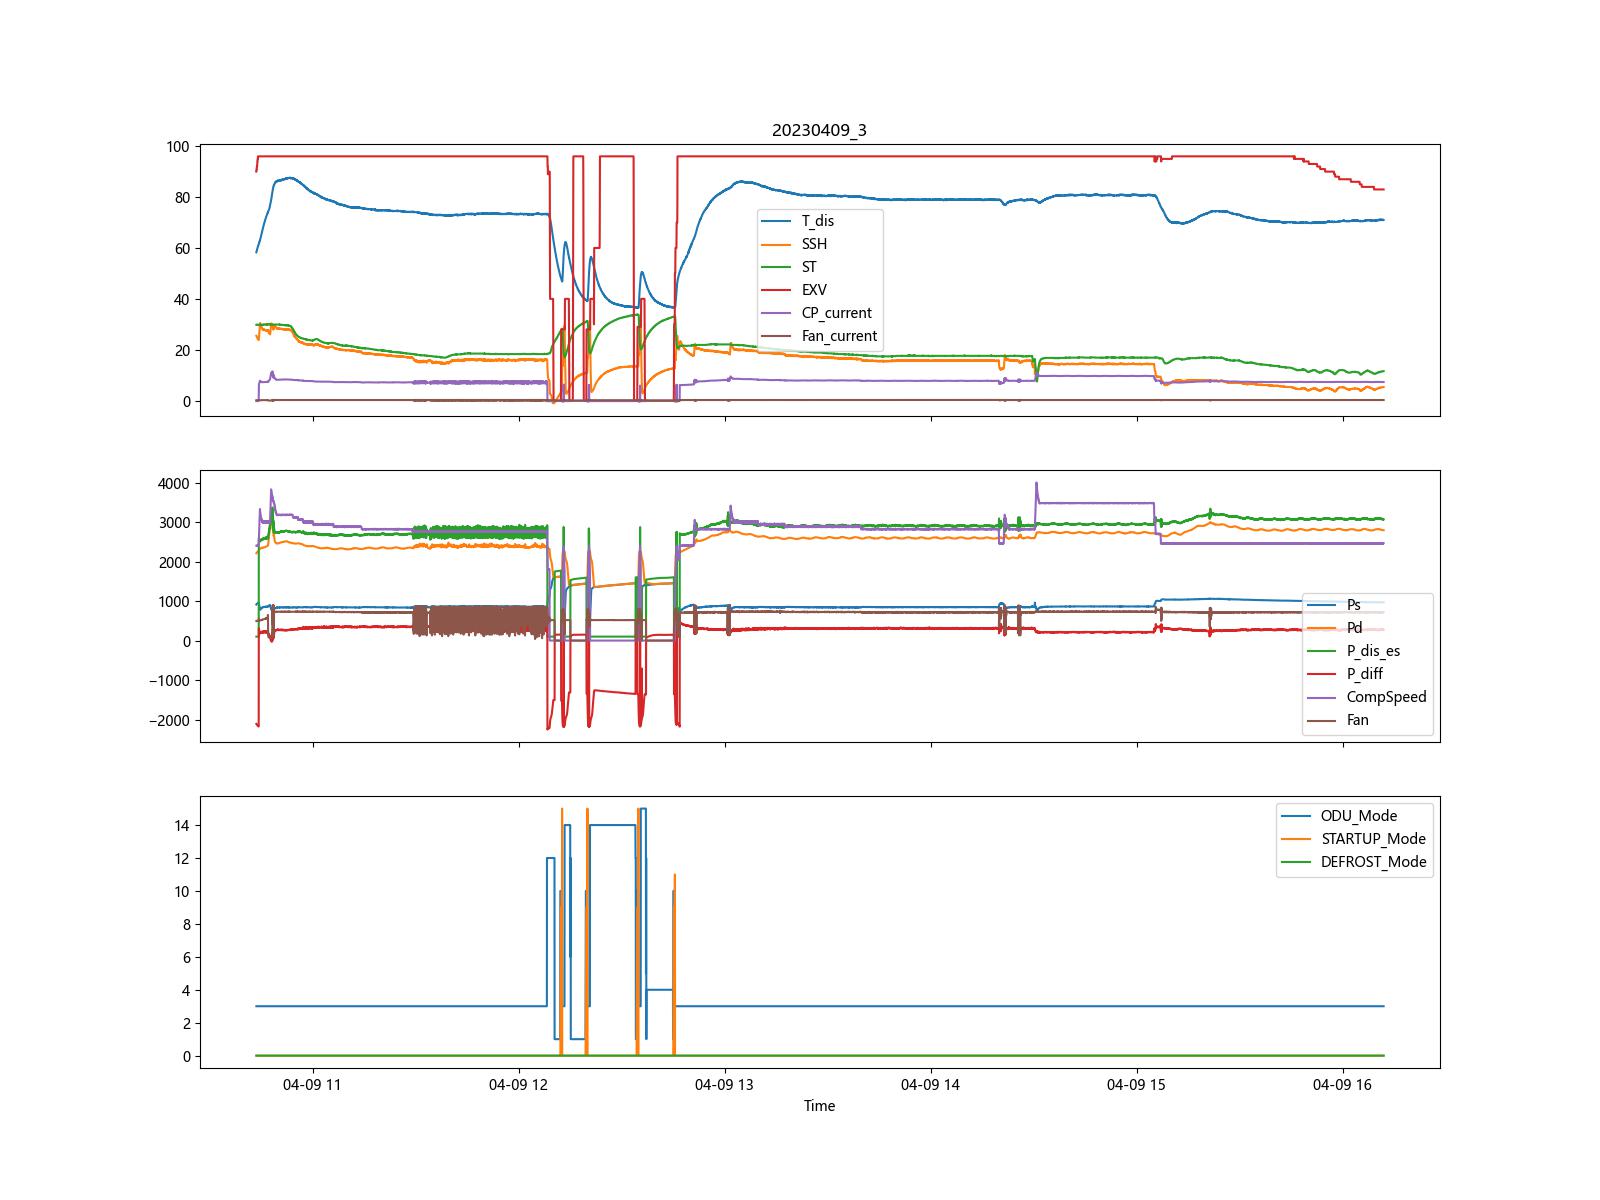 20230409_3
100
80
60
40
20
0
T_dis
SSH
ST
EXV
CP_current
Fan_current
4000
3000
2000
1000
0
−1000
−2000
Ps
Pd
P_dis_es
P_diff
CompSpeed
Fan
14
12
10
8
6
4
2
0
ODU_Mode
STARTUP_Mode
DEFROST_Mode
04-09 11 04-09 12 04-09 13 04-09 14 04-09 15 04-09 16
Time